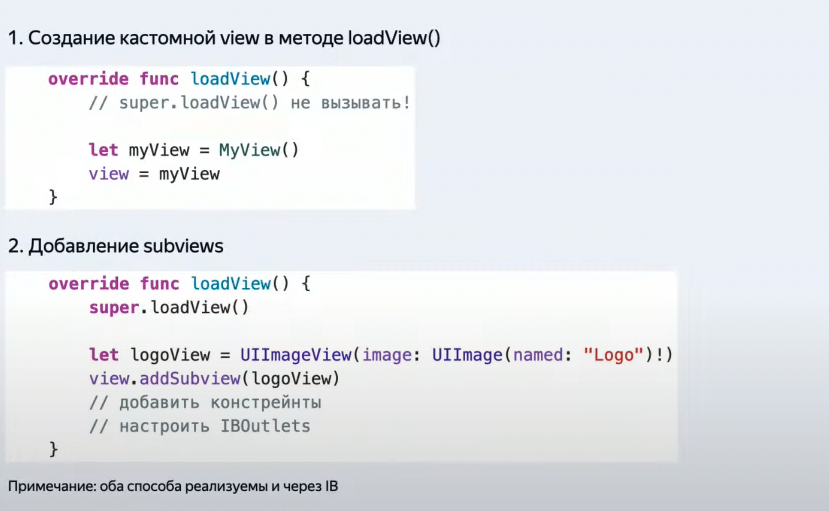 1. Создание кастомной view в методе loadView()
override func loadView() {
// super.loadView() не вызывать!
let myView = MyView()
view = myView
}
2. Добавление subviews
override func loadView() {
super.loadView()
let logoView = UIImageView(image: UIImage(named: "Logo")!)
view.addSubview(logoView)
// добавить констрейнты
// настроить IBOutlets
}
Примечание: оба способа реализуемы и через IB